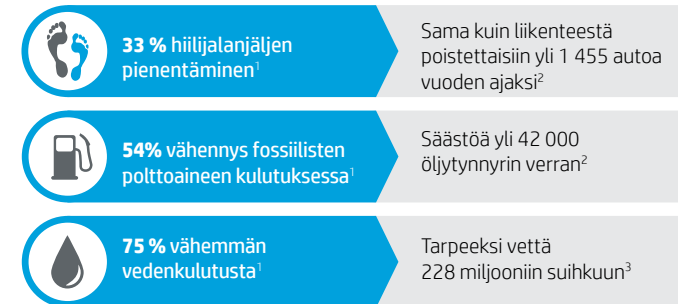 33 % hiilijalanjäljen
pienentäminen¹
Sama kuin liikenteestä
poistettaisiin yli 1 455 autoa
vuoden ajaksi²
54% vähennys fossiilisten
polttoaineen kulutuksessa¹
Säästöä yli 42 000
öljytynnyrin verran²
75 % vähemmän
vedenkulutusta¹
Tarpeeksi vettä
228 miljooniin suihkuun³